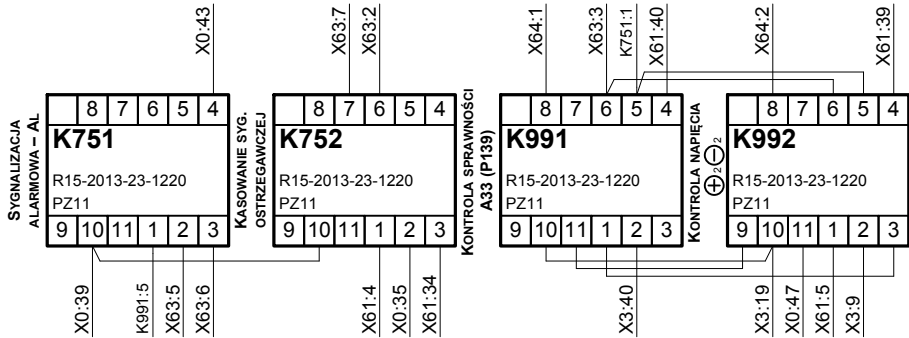 X0:43
X63:7
X63:2
X64:1
X63:3
K751:1
X61:40
X64:2
X61:39
SYGNALIZACJA
ALARMOWA – AL
8 7 6 5 4
K751
R15-2013-23-1220
PZ11
9 10 11 1 2 3
KASOWANIE SYG.
OSTRZEGAWCZEJ
8 7 6 5 4
K752
R15-2013-23-1220
PZ11
9 10 11 1 2 3
KONTROLA SPRAWNOŚCI
A33 (P139)
8 7 6 5 4
K991
R15-2013-23-1220
PZ11
9 10 11 1 2 3
KONTROLA NAPIĘCIA
⊕2⊖2
8 7 6 5 4
K992
R15-2013-23-1220
PZ11
9 10 11 1 2 3
X0:39
K991:5
X63:5
X63:6
X61:4
X0:35
X61:34
X3:40
X3:19
X0:47
X61:5
X3:9